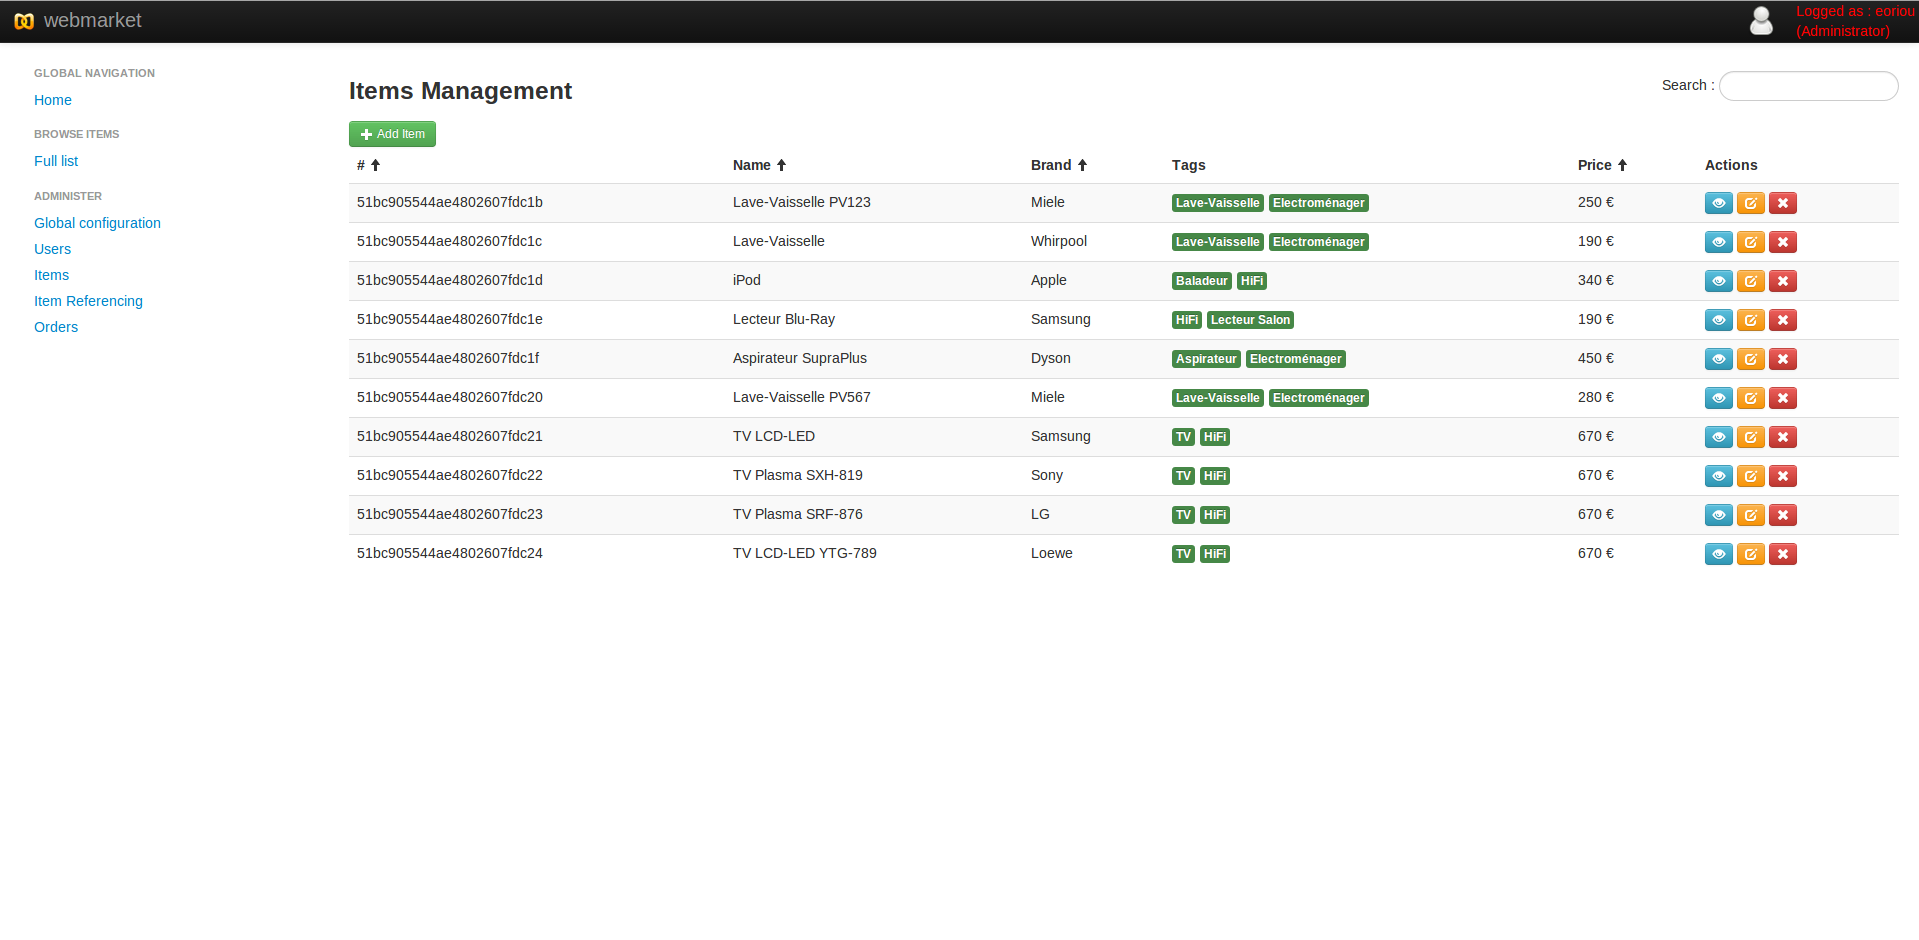 webmarket
Logged as : eoriou
(Administrator)
GLOBAL NAVIGATION
Home
BROWSE ITEMS
Full list
ADMINISTER
Global configuration
Users
Items
Item Referencing
Orders
Items Management
Search :
Add Item
# Name Brand Tags Price Actions
51bc905544ae4802607fdc1b Lave-Vaisselle PV123 Miele Lave-Vaisselle Electroménager 250 €
51bc905544ae4802607fdc1c Lave-Vaisselle Whirpool Lave-Vaisselle Electroménager 190 €
51bc905544ae4802607fdc1d iPod Apple Baladeur HiFi 340 €
51bc905544ae4802607fdc1e Lecteur Blu-Ray Samsung HiFi Lecteur Salon 190 €
51bc905544ae4802607fdc1f Aspirateur SupraPlus Dyson Aspirateur Electroménager 450 €
51bc905544ae4802607fdc20 Lave-Vaisselle PV567 Miele Lave-Vaisselle Electroménager 280 €
51bc905544ae4802607fdc21 TV LCD-LED Samsung TV HiFi 670 €
51bc905544ae4802607fdc22 TV Plasma SXH-819 Sony TV HiFi 670 €
51bc905544ae4802607fdc23 TV Plasma SRF-876 LG TV HiFi 670 €
51bc905544ae4802607fdc24 TV LCD-LED YTG-789 Loewe TV HiFi 670 €